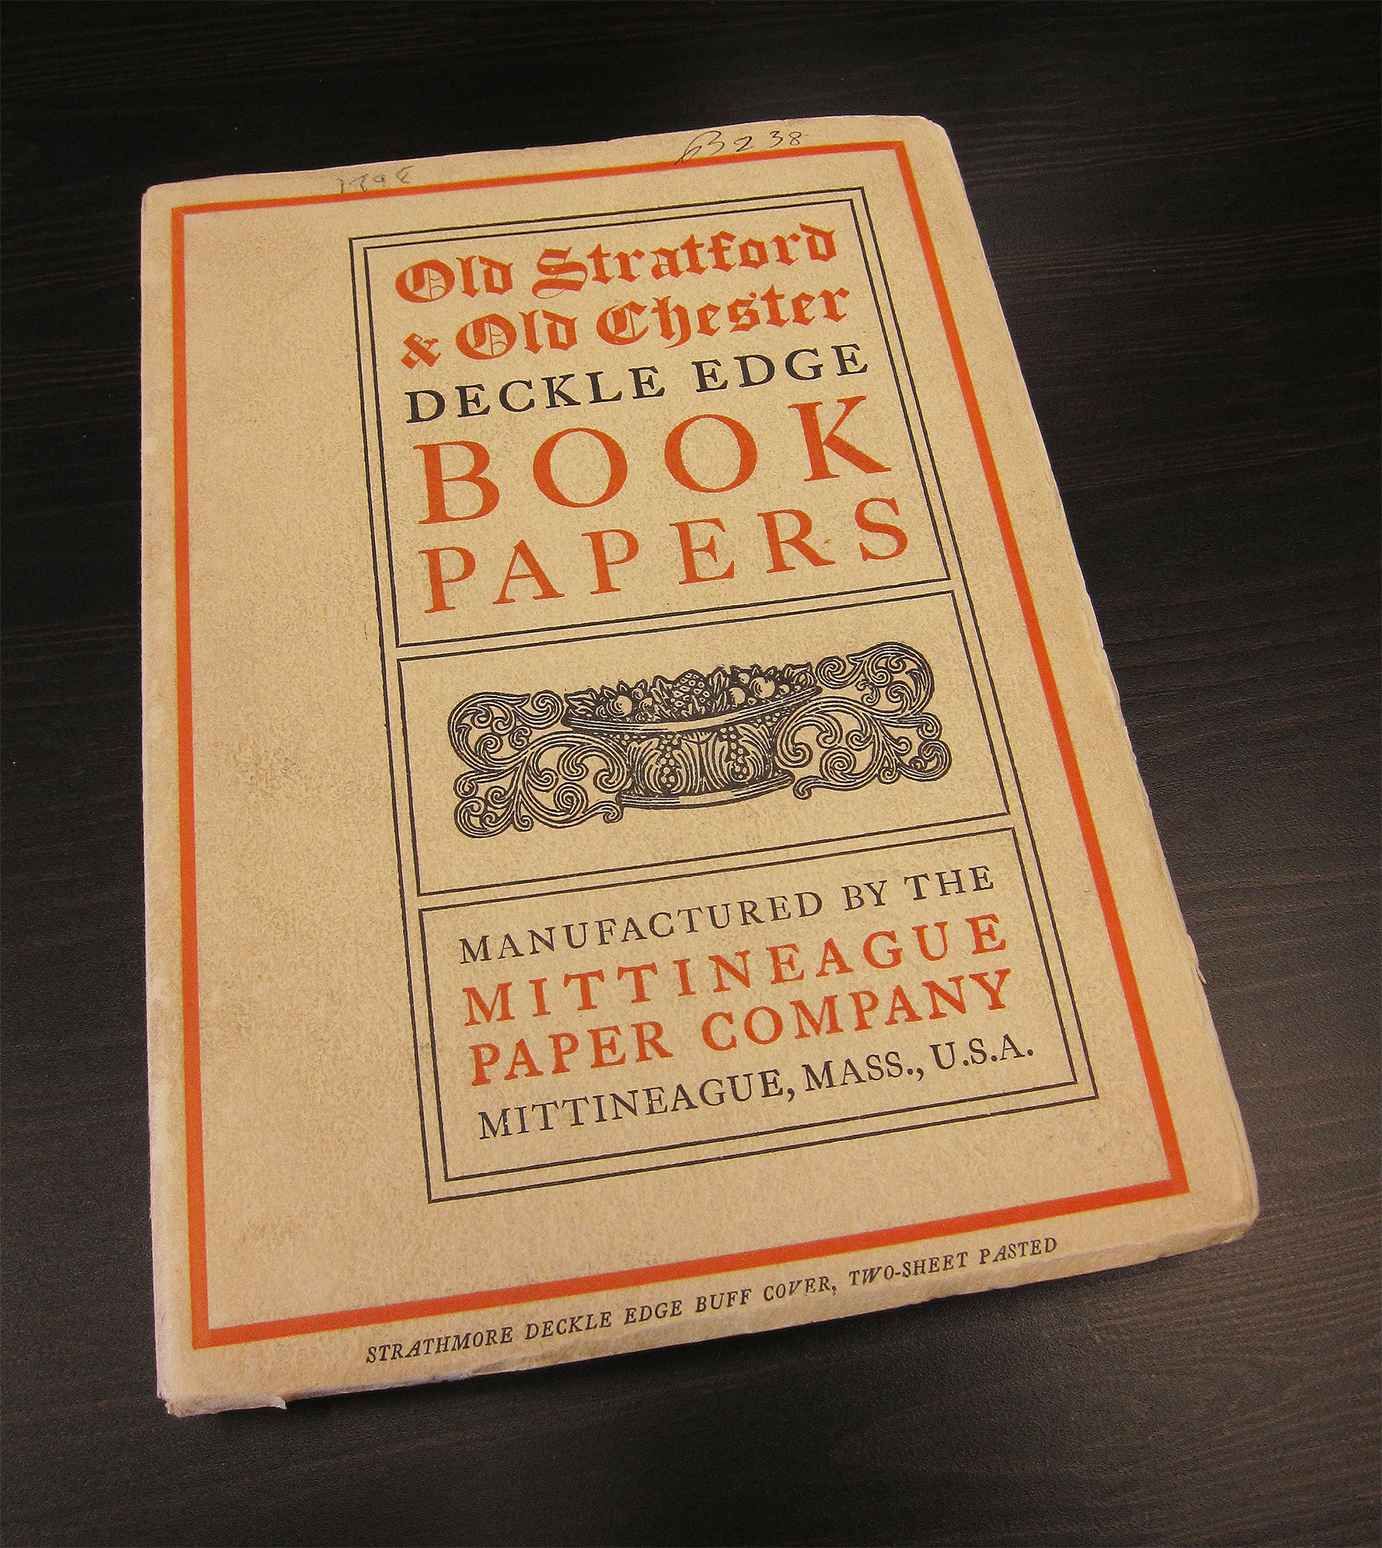 63238
Old Stratford
& Old Chester
DECKLE EDGE
BOOK
PAPERS
MANUFACTURED BY THE
MITTINEAGUE
PAPER COMPANY
MITTINEAGUE, MASS., U.S.A.
STRATHMORE DECKLE EDGE BUFF COVER, TWO-SHEET PASTED